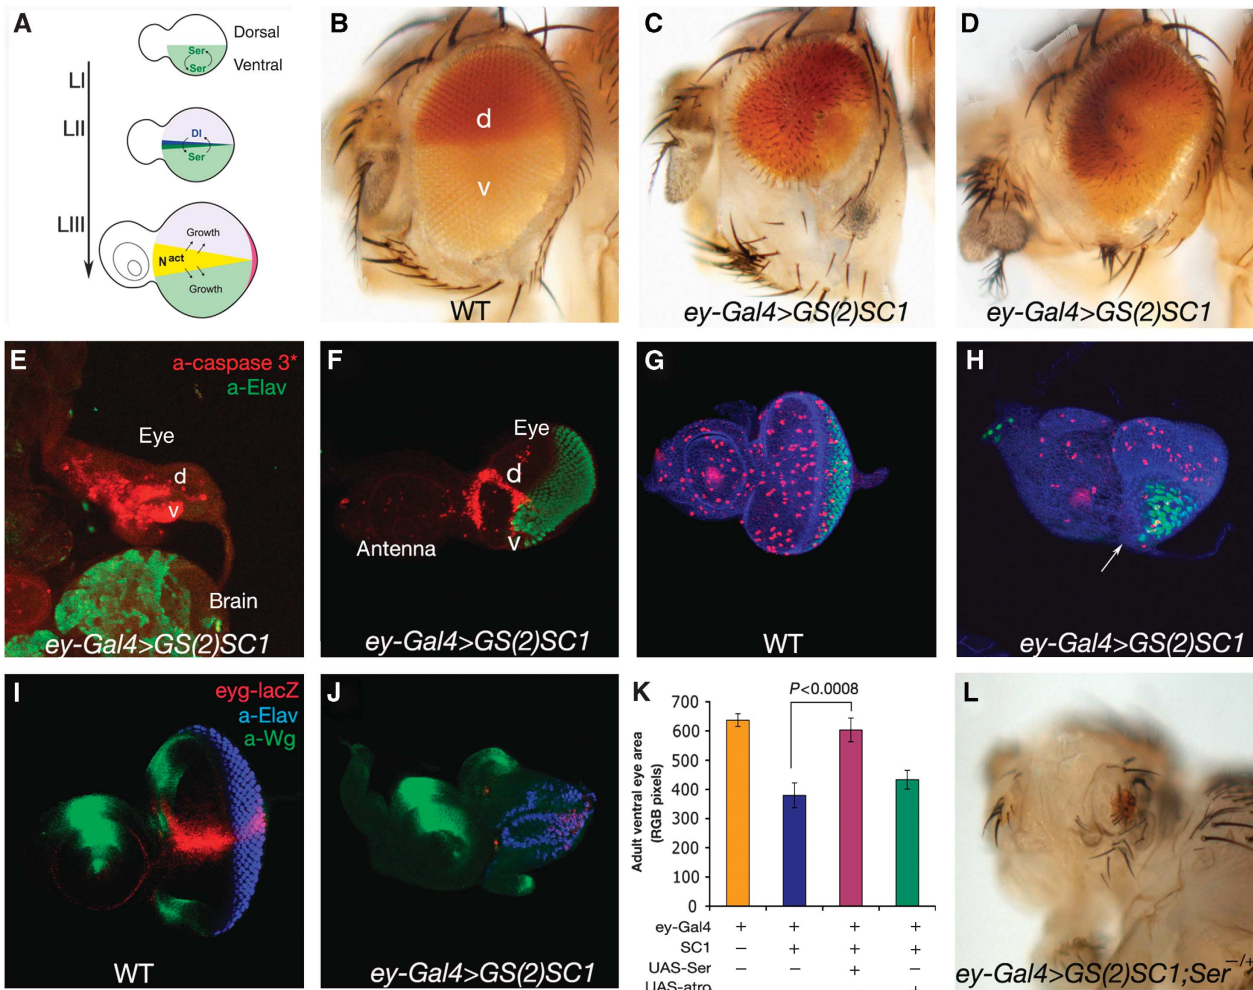 A
Dorsal
Ser
Ser
Ventral
LI
LII
Dl
Ser
LIII
Growth
N act
Growth
B
d
v
WT
C
ey-Gal4>GS(2)SC1
D
ey-Gal4>GS(2)SC1
E
a-caspase 3*
a-Elav
Eye
d
v
Brain
ey-Gal4>GS(2)SC1
F
Eye
d
v
Antenna
ey-Gal4>GS(2)SC1
G
WT
H
ey-Gal4>GS(2)SC1
I
eyg-lacZ
a-Elav
a-Wg
WT
J
ey-Gal4>GS(2)SC1
K
P<0.0008
Adult ventral eye area
(RGB pixels)
700
600
500
400
300
200
100
0
ey-Gal4 + + + +
SC1 – + + +
UAS-Ser – – + –
UAS-atro
L
ey-Gal4>GS(2)SC1;Ser–/+